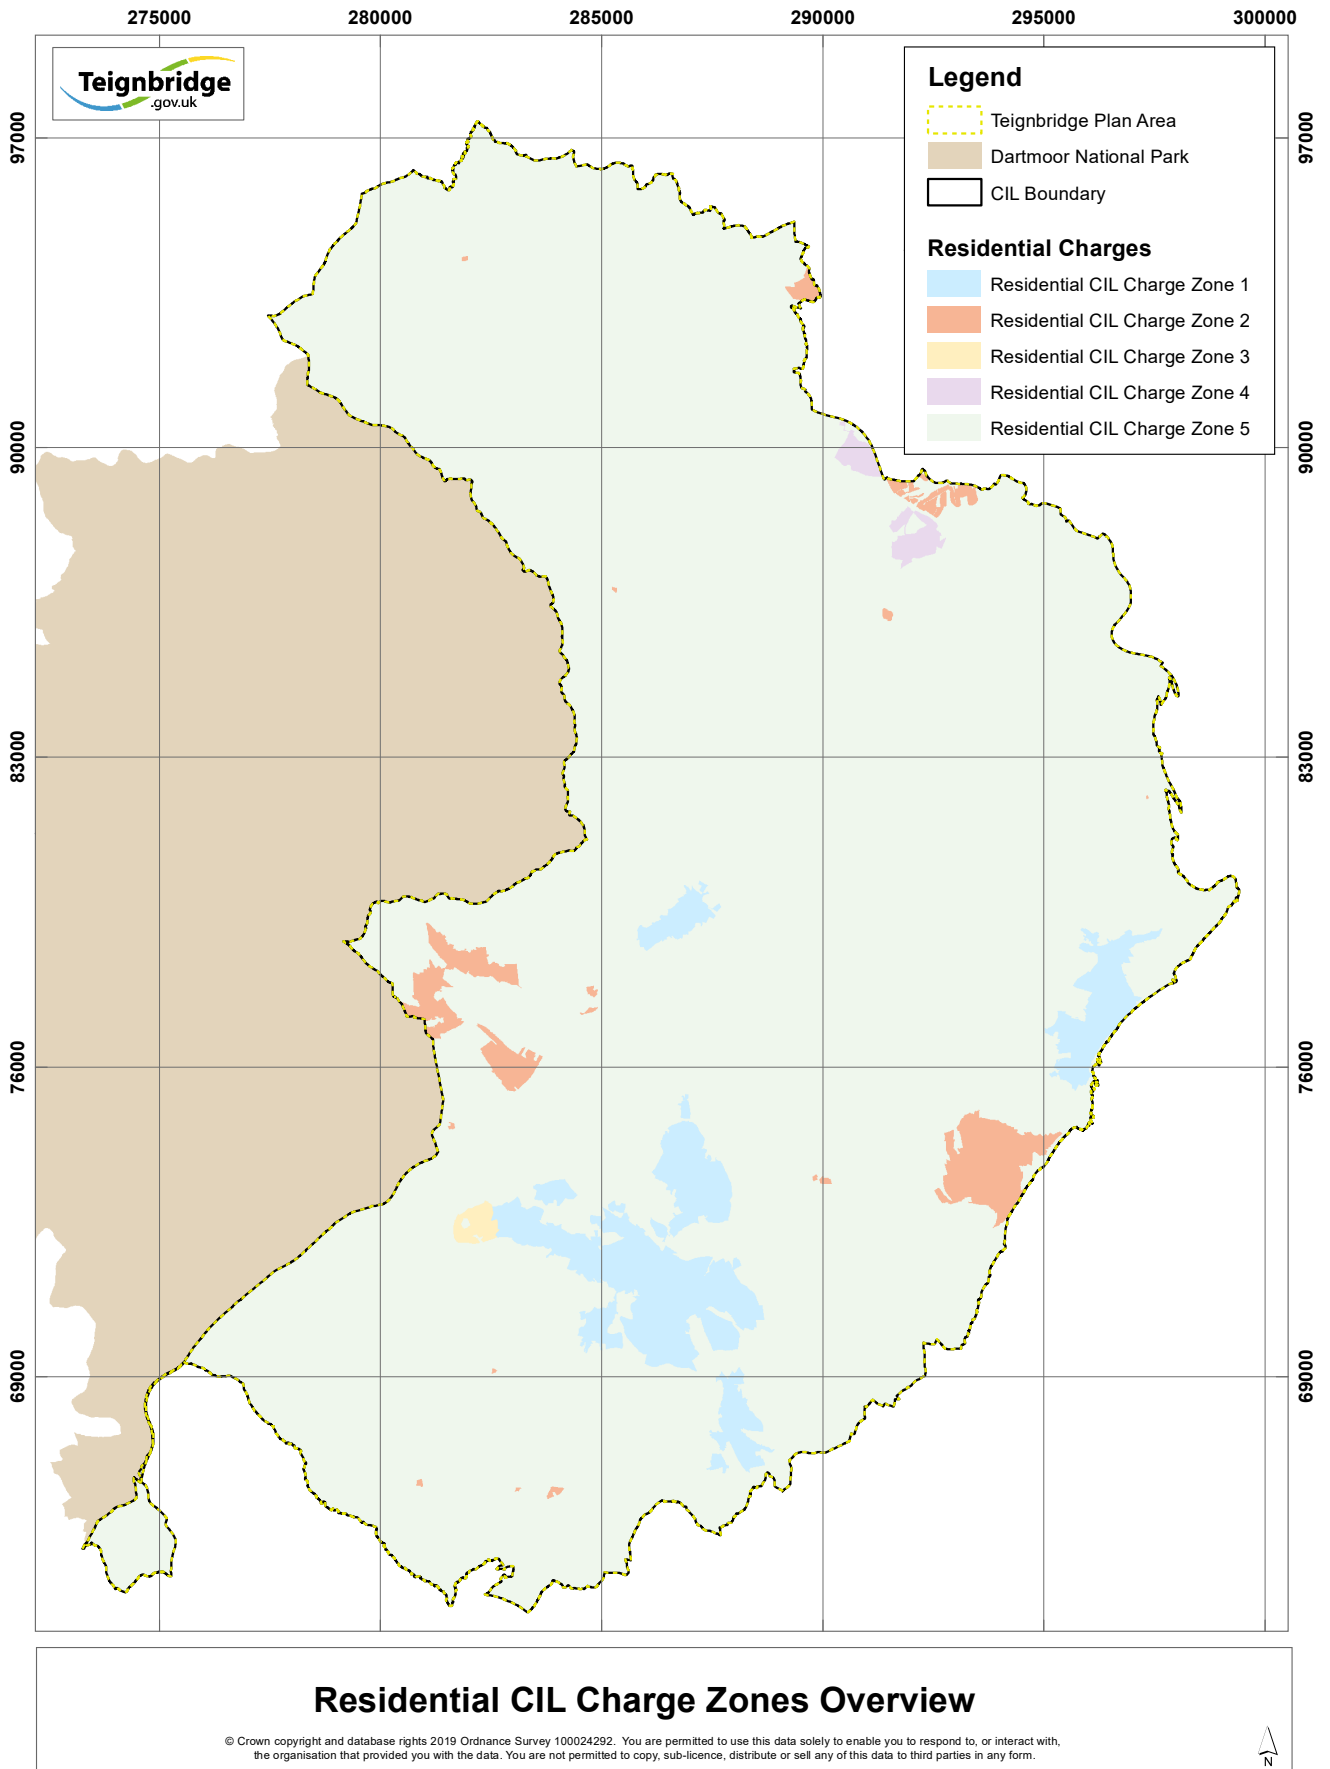 275000 280000 285000 290000 295000 300000
Teignbridge
.gov.uk
Legend
Teignbridge Plan Area
Dartmoor National Park
CIL Boundary
Residential Charges
Residential CIL Charge Zone 1
Residential CIL Charge Zone 2
Residential CIL Charge Zone 3
Residential CIL Charge Zone 4
Residential CIL Charge Zone 5
97000 97000
90000 90000
83000 83000
76000 76000
69000 69000
Residential CIL Charge Zones Overview
© Crown copyright and database rights 2019 Ordnance Survey 100024292. You are permitted to use this data solely to enable you to respond to, or interact with,
the organisation that provided you with the data. You are not permitted to copy, sub-licence, distribute or sell any of this data to third parties in any form.
N